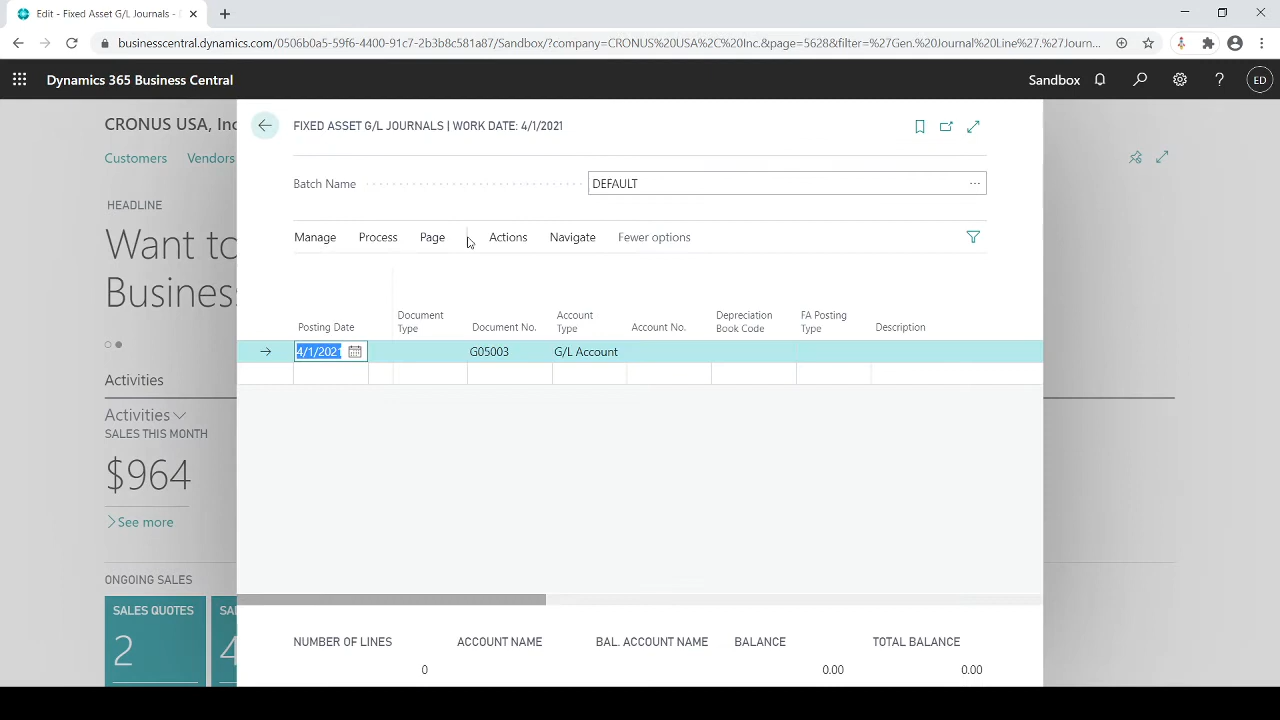 Edit - Fixed Asset G/L Journals -
businesscentral.dynamics.com/0506b0a5-59f6-4400-91c7-2b3b8c581a87/Sandbox/?company=CRONUS%20USA%2C%20Inc.&page=5628&filter=%27Gen.%20Journal%20Line%27.%27Journ...
Dynamics 365 Business Central
Sandbox
?
ED
CRONUS USA, Inc
Customers
Vendors
FIXED ASSET G/L JOURNALS | WORK DATE: 4/1/2021
Batch Name
DEFAULT
...
HEADLINE
Want to
Business
Manage
Process
Page
Actions
Navigate
Fewer options
Posting Date
Document
Type
Document No.
Account
Type
Account No.
Depreciation
Book Code
FA Posting
Type
Description
4/1/2021
G05003
G/L Account
Activities
Activities
SALES THIS MONTH
$964
See more
ONGOING SALES
SALES QUOTES
2
SA
4
NUMBER OF LINES
ACCOUNT NAME
BAL. ACCOUNT NAME
BALANCE
TOTAL BALANCE
0
0.00
0.00